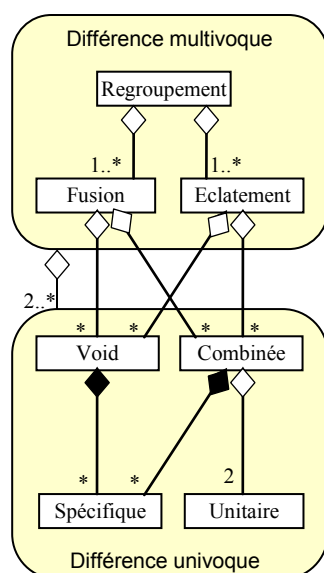 Différence multivoque
Regroupement
1..* 1..*
Fusion Eclatement
2..*
* * * *
Void Combinée
* * 2
Spécifique Unitaire
Différence univoque